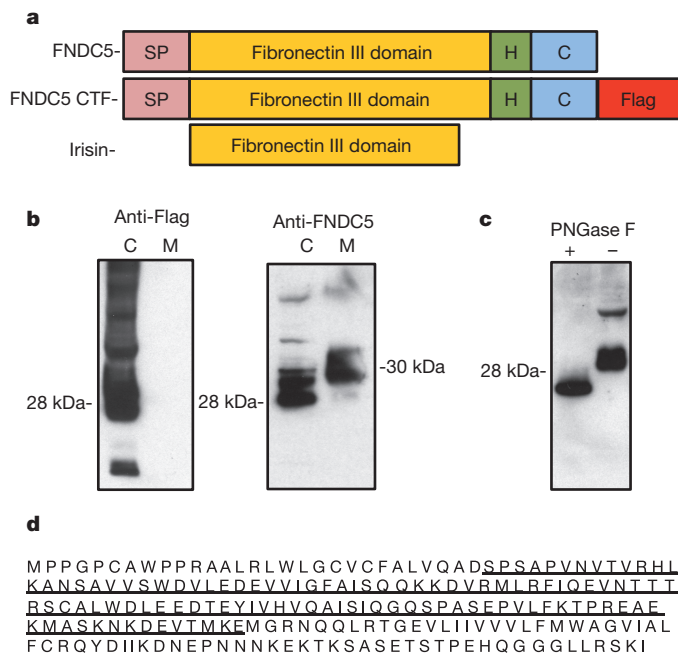 a
FNDC5-
SP
Fibronectin III domain
H
C
FNDC5 CTF-
SP
Fibronectin III domain
H
C
Flag
Irisin-
Fibronectin III domain
b
Anti-Flag
C M
28 kDa-
Anti-FNDC5
C M
-30 kDa
28 kDa-
c
PNGase F
+ −
28 kDa-
d
MPPGPCAWPPRAALRLWLGCVCFALVQADSPSAPVNVTVRHL
KANSAVVSWDVLEDEVVIGFAISQQKKDVRMLRFIQEVNTTT
RSCALWDLEEDTEYIVHVQAISIQGQSPASEPVLFKTPREAE
KMASKNKDEVTMKEMGRNQQLRTGEVLIIVVVLFMWAGVIAL
FCRQYDIIKDNEPNNNKEKTKSASETSTPEHQGGGLLRSKI